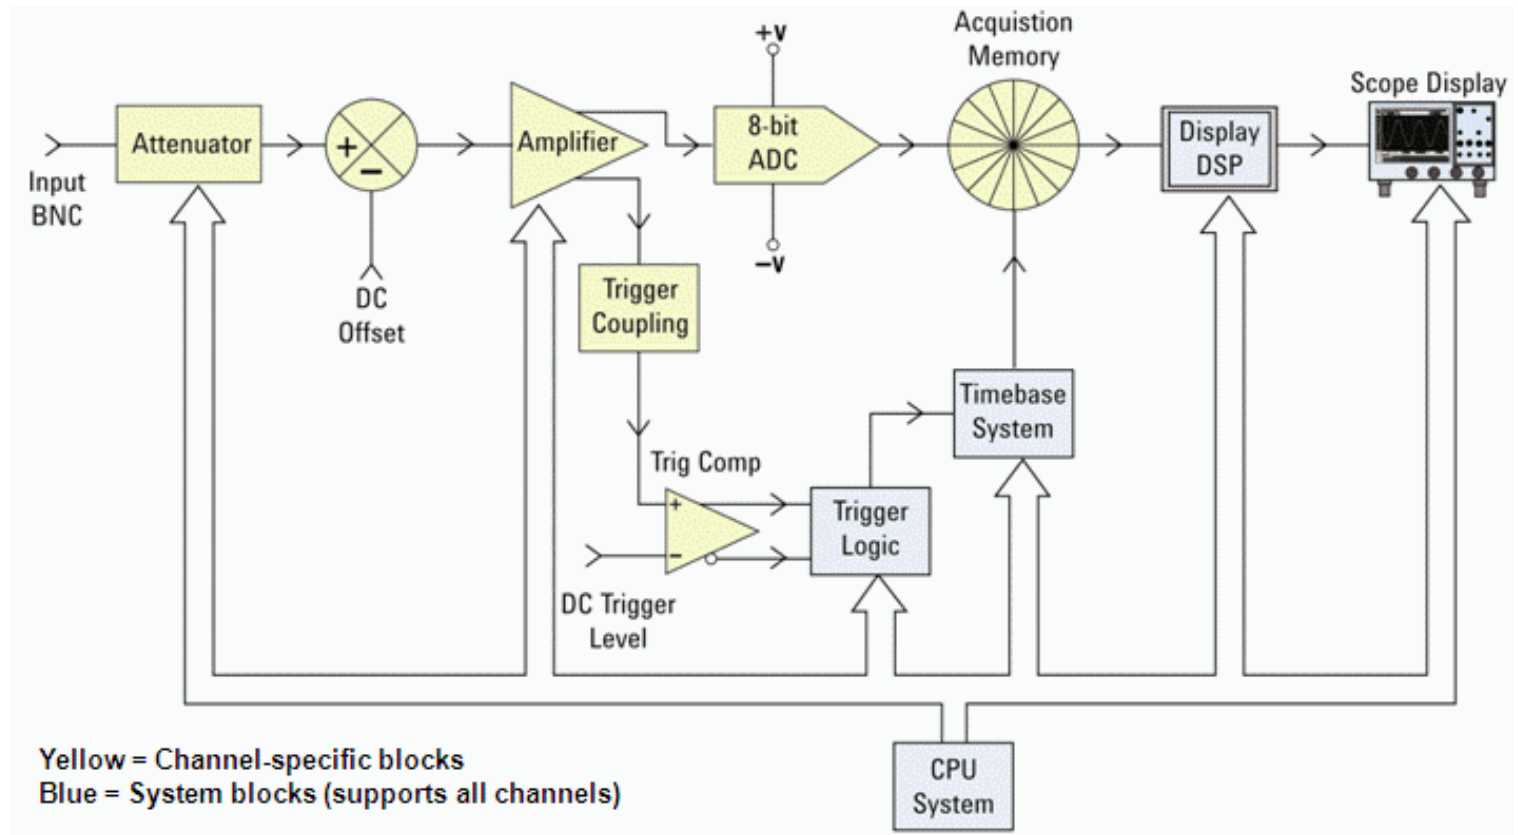 +v
Acquistion
Memory
Scope Display
Attenuator
+
−
Amplifier
8-bit
ADC
Display
DSP
Input
BNC
−v
DC
Offset
Trigger
Coupling
Timebase
System
Trig Comp
+
−
Trigger
Logic
DC Trigger
Level
Yellow = Channel-specific blocks
Blue = System blocks (supports all channels)
CPU
System